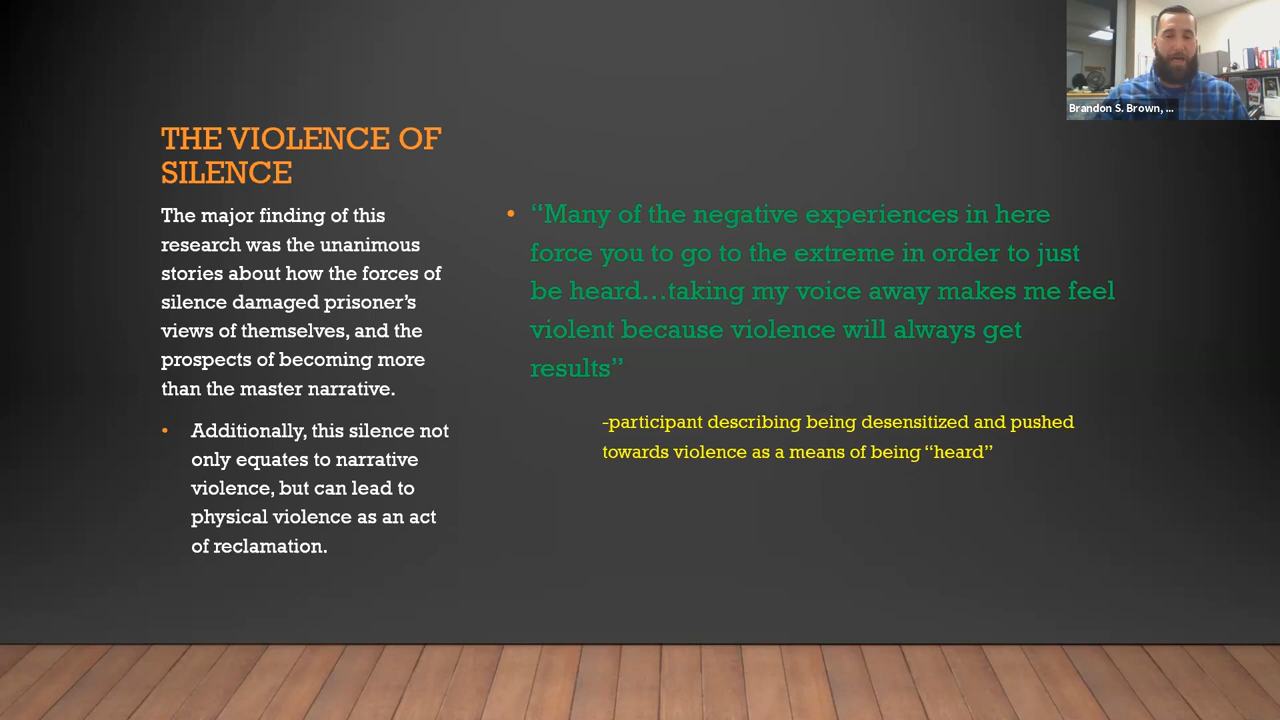 THE VIOLENCE OF
SILENCE
The major finding of this
research was the unanimous
stories about how the forces of
silence damaged prisoner’s
views of themselves, and the
prospects of becoming more
than the master narrative.
• Additionally, this silence not
only equates to narrative
violence, but can lead to
physical violence as an act
of reclamation.
• “Many of the negative experiences in here
force you to go to the extreme in order to just
be heard…taking my voice away makes me feel
violent because violence will always get
results”
-participant describing being desensitized and pushed
towards violence as a means of being “heard”
Brandon S. Brown, ...